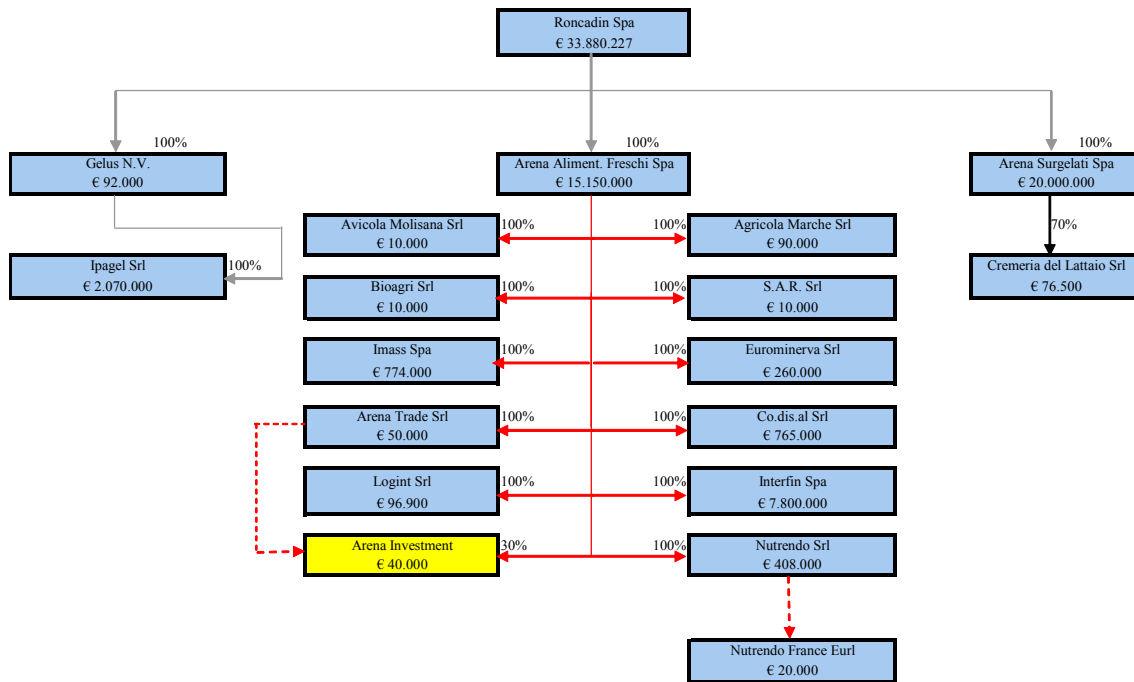 Roncadin Spa
€ 33.880.227
100%
100%
100%
Gelus N.V.
€ 92.000
Arena Aliment. Freschi Spa
€ 15.150.000
Arena Surgelati Spa
€ 20.000.000
Avicola Molisana Srl
€ 10.000
100%
100%
Agricola Marche Srl
€ 90.000
70%
Ipagel Srl
€ 2.070.000
100%
Cremeria del Lattaio Srl
€ 76.500
Bioagri Srl
€ 10.000
100%
100%
S.A.R. Srl
€ 10.000
Imass Spa
€ 774.000
100%
100%
Eurominerva Srl
€ 260.000
Arena Trade Srl
€ 50.000
100%
100%
Co.dis.al Srl
€ 765.000
Logint Srl
€ 96.900
100%
100%
Interfin Spa
€ 7.800.000
Arena Investment
€ 40.000
30%
100%
Nutrendo Srl
€ 408.000
Nutrendo France Eurl
€ 20.000